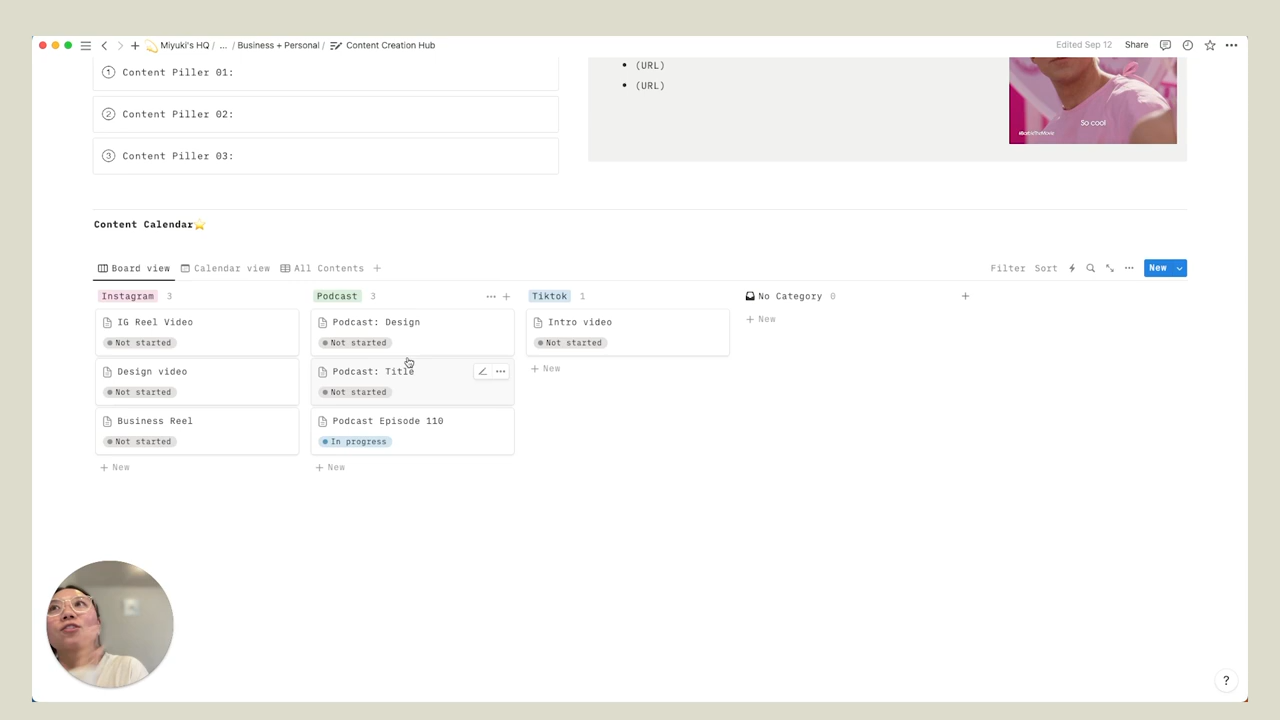 Miyuki's HQ / ... / Business + Personal / Content Creation Hub
Edited Sep 12 Share
1 Content Piller 01:
2 Content Piller 02:
3 Content Piller 03:
• (URL)
• (URL)
So cool
Content Calendar⭐
Board view Calendar view All Contents +
Filter Sort New
Instagram 3
IG Reel Video
Not started
Design video
Not started
Business Reel
Not started
+ New
Podcast 3
Podcast: Design
Not started
Podcast: Title
Not started
Podcast Episode 110
In progress
+ New
Tiktok 1
Intro video
Not started
+ New
No Category 0
+ New
?